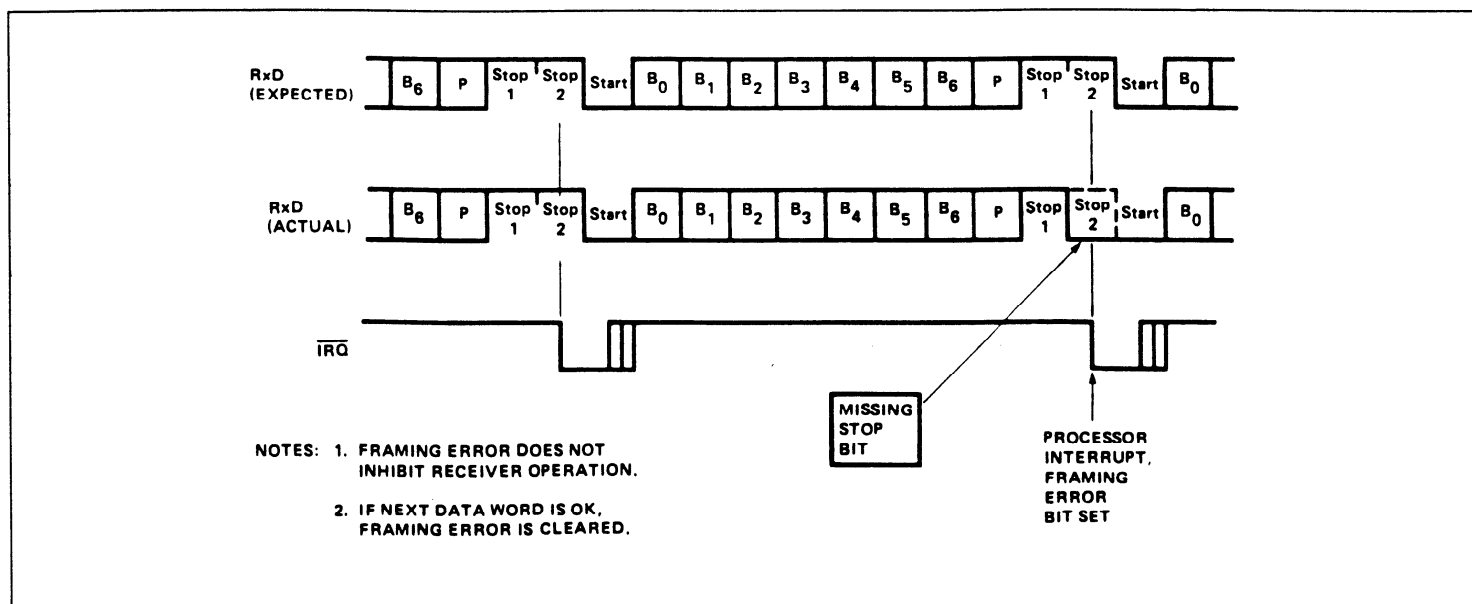 RxD
(EXPECTED)
B6 P Stop 1 Stop 2 Start B0 B1 B2 B3 B4 B5 B6 P Stop 1 Stop 2 Start B0
RxD
(ACTUAL)
B6 P Stop 1 Stop 2 Start B0 B1 B2 B3 B4 B5 B6 P Stop 1 Stop 2 Start B0
IRQ
MISSING
STOP
BIT
PROCESSOR
INTERRUPT,
FRAMING
ERROR
BIT SET
NOTES: 1. FRAMING ERROR DOES NOT
INHIBIT RECEIVER OPERATION.
2. IF NEXT DATA WORD IS OK,
FRAMING ERROR IS CLEARED.